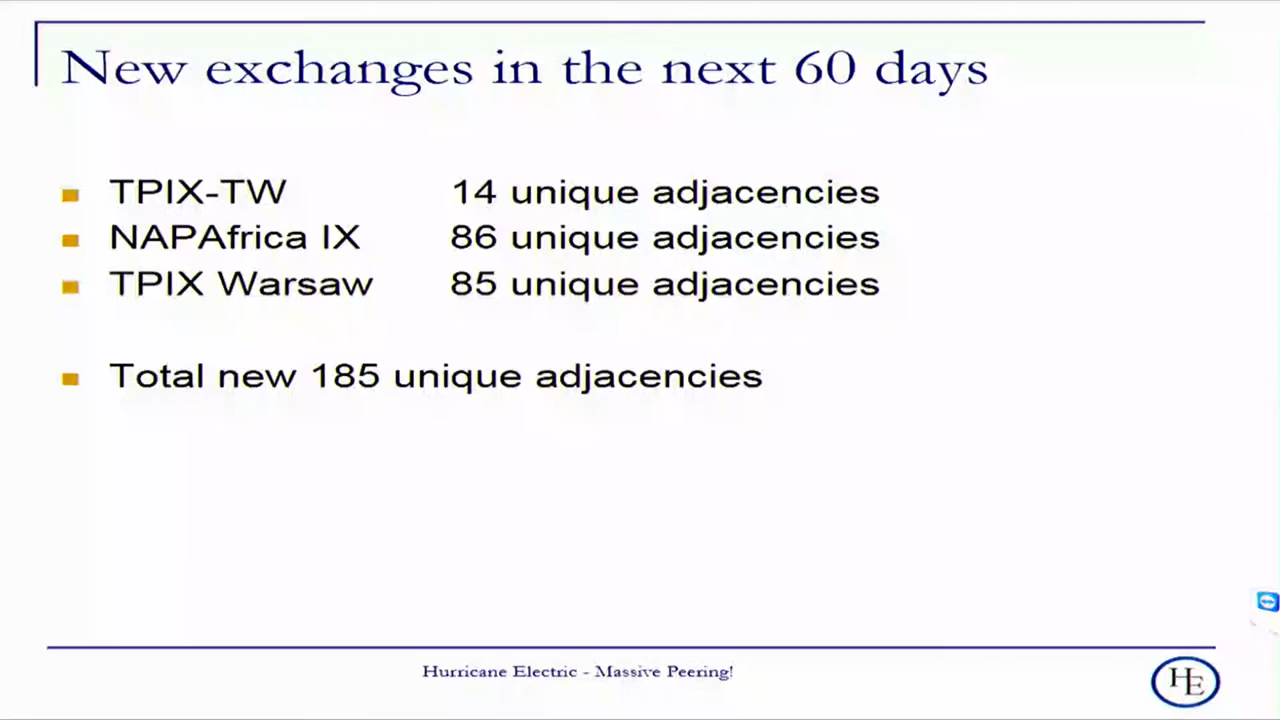 New exchanges in the next 60 days
TPIX-TW 14 unique adjacencies
NAPAfrica IX 86 unique adjacencies
TPIX Warsaw 85 unique adjacencies
Total new 185 unique adjacencies
Hurricane Electric - Massive Peering!
HE